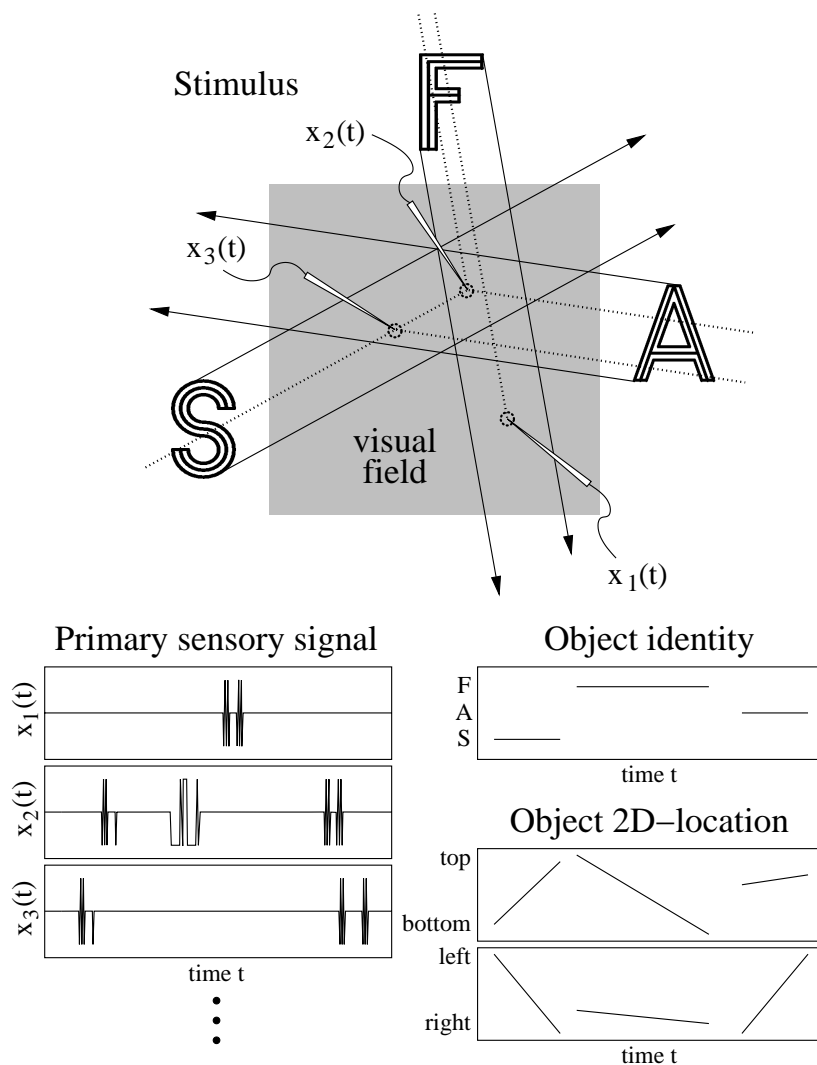 Stimulus
F
x2(t)
x3(t)
A
S
visual
field
x1(t)
Primary sensory signal
x1(t)
x2(t)
x3(t)
time t
Object identity
F
A
S
time t
Object 2D−location
top
bottom
left
right
time t